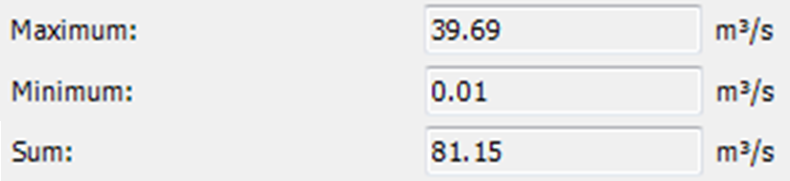 Maximum: 39.69 m³/s
Minimum: 0.01 m³/s
Sum: 81.15 m³/s